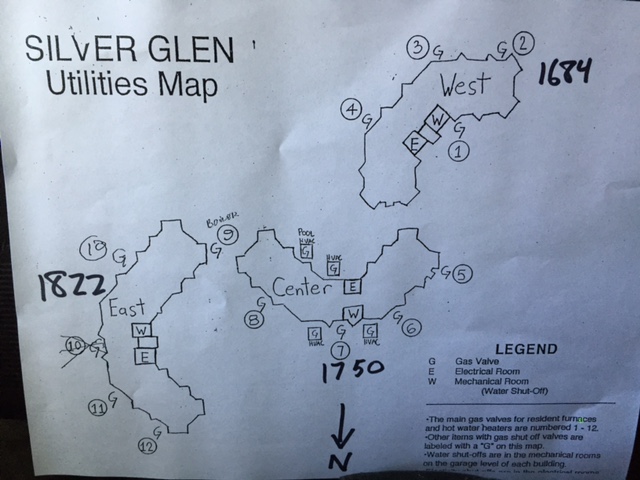 SILVER GLEN
Utilities Map
3
G
G
2
1684
West
4
G
W
G
E
1
BOILER
9
G
10
G
1822
East
W
E
10
G
11
G
G
12
POOL
HVAC
G
HVAC
G
Center
E
G
5
G
8
W
G
6
G
HVAC
G
7
G
HVAC
1750
N
LEGEND
G Gas Valve
E Electrical Room
W Mechanical Room
(Water Shut-Off)
•The main gas valves for resident furnaces
and hot water heaters are numbered 1 - 12.
•Other items with gas shut off valves are
labeled with a "G" on this map.
•Water shut-offs are in the mechanical rooms
on the garage level of each building.